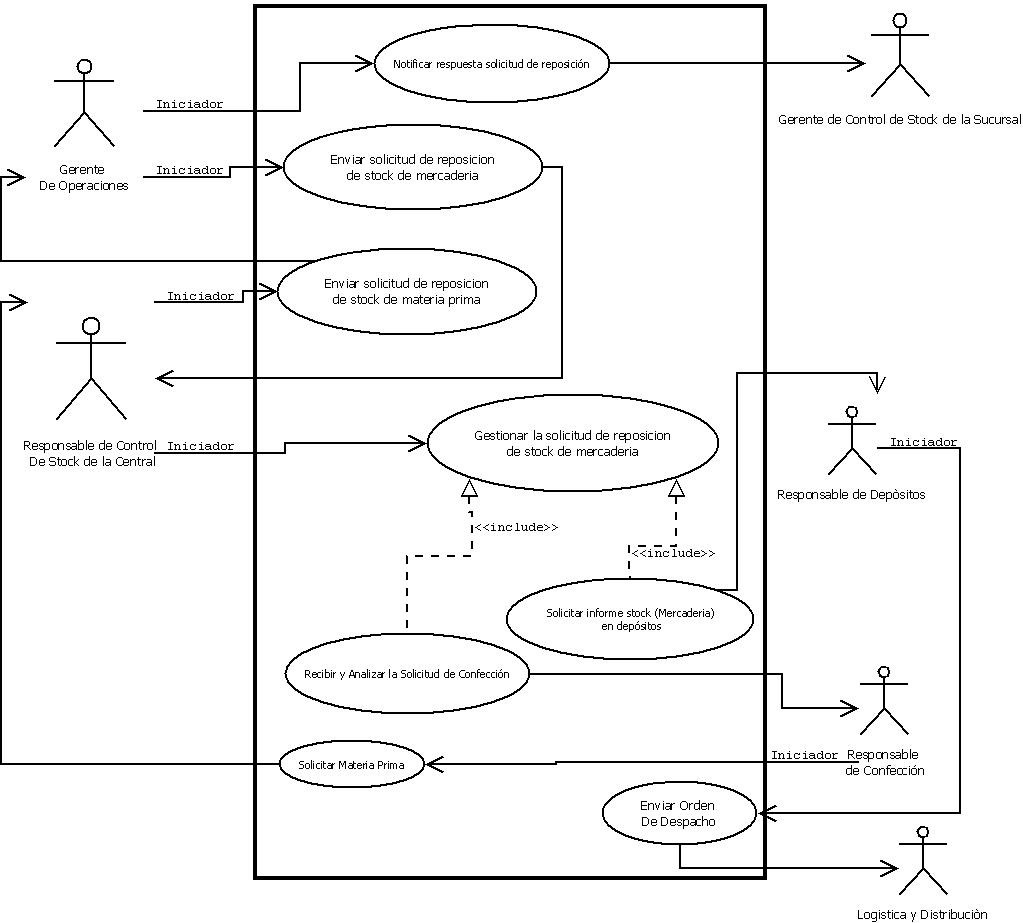 Notificar respuesta solicitud de reposición
Gerente de Control de Stock de la Sucursal
Iniciador
Gerente
De Operaciones
Iniciador
Enviar solicitud de reposicion
de stock de mercaderia
Enviar solicitud de reposicion
de stock de materia prima
Iniciador
Responsable de Control
De Stock de la Central
Iniciador
Gestionar la solicitud de reposicion
de stock de mercaderia
Iniciador
Responsable de Depòsitos
<<include>>
<<include>>
Solicitar informe stock (Mercaderia)
en depósitos
Recibir y Analizar la Solicitud de Confección
Iniciador
Responsable
de Confección
Solicitar Materia Prima
Enviar Orden
De Despacho
Logistica y Distribuciòn